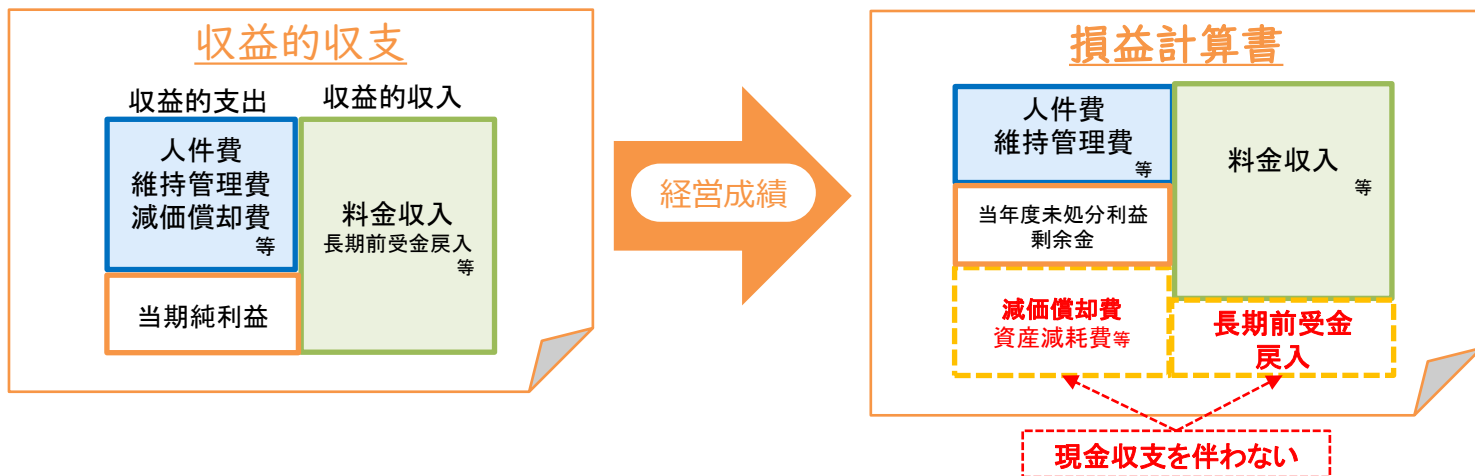 収益的収支
収益的支出
収益的収入
人件費
維持管理費
減価償却費
等
当期純利益
料金収入
長期前受金戻入
等
経営成績
損益計算書
人件費
維持管理費
等
当年度未処分利益
剰余金
減価償却費
資産減耗費等
料金収入
等
長期前受金
戻入
現金収支を伴わない